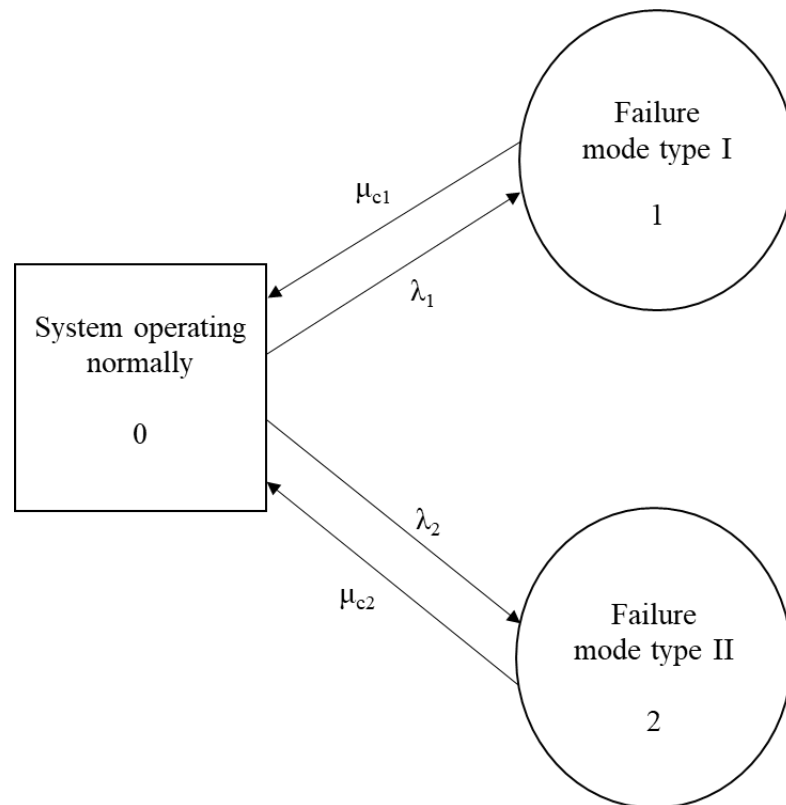 Failure
mode type I
1
μc1
λ1
System operating
normally
0
λ2
μc2
Failure
mode type II
2